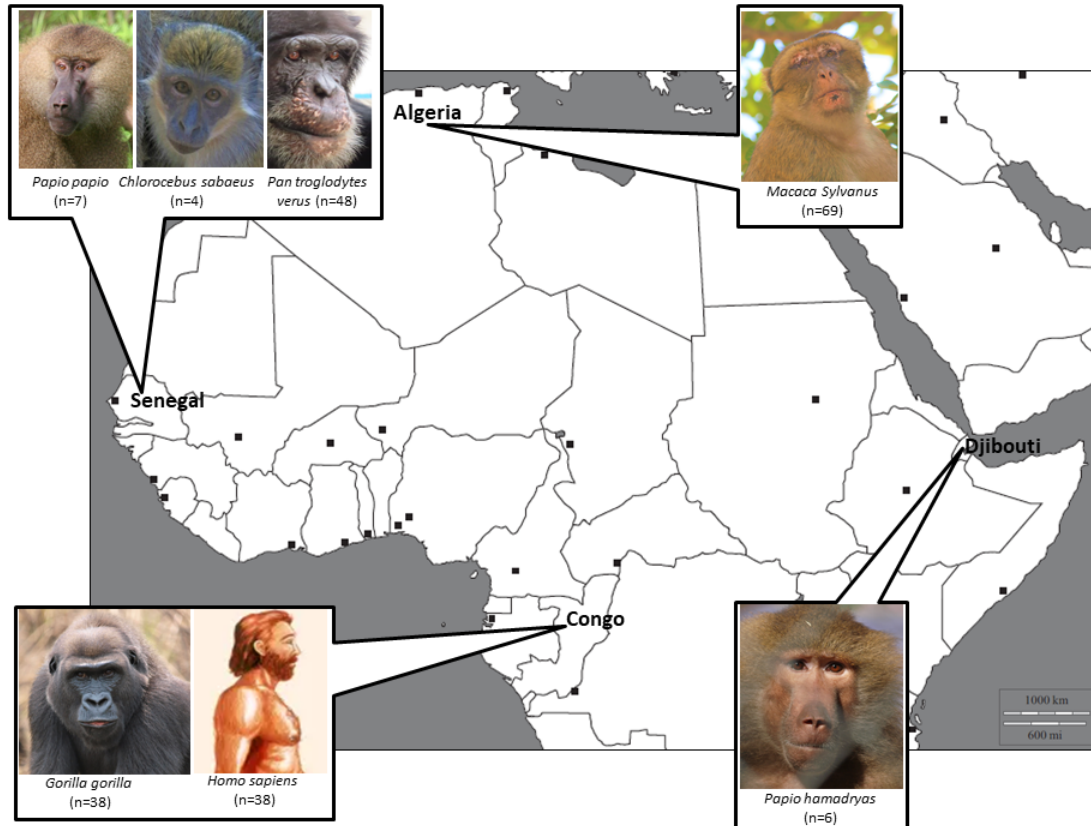 Papio papio
(n=7)
Chlorocebus sabaeus
(n=4)
Pan troglodytes
verus (n=48)
Algeria
Macaca Sylvanus
(n=69)
Senegal
Djibouti
Congo
Gorilla gorilla
(n=38)
Homo sapiens
(n=38)
Papio hamadryas
(n=6)
1000 km
600 mi